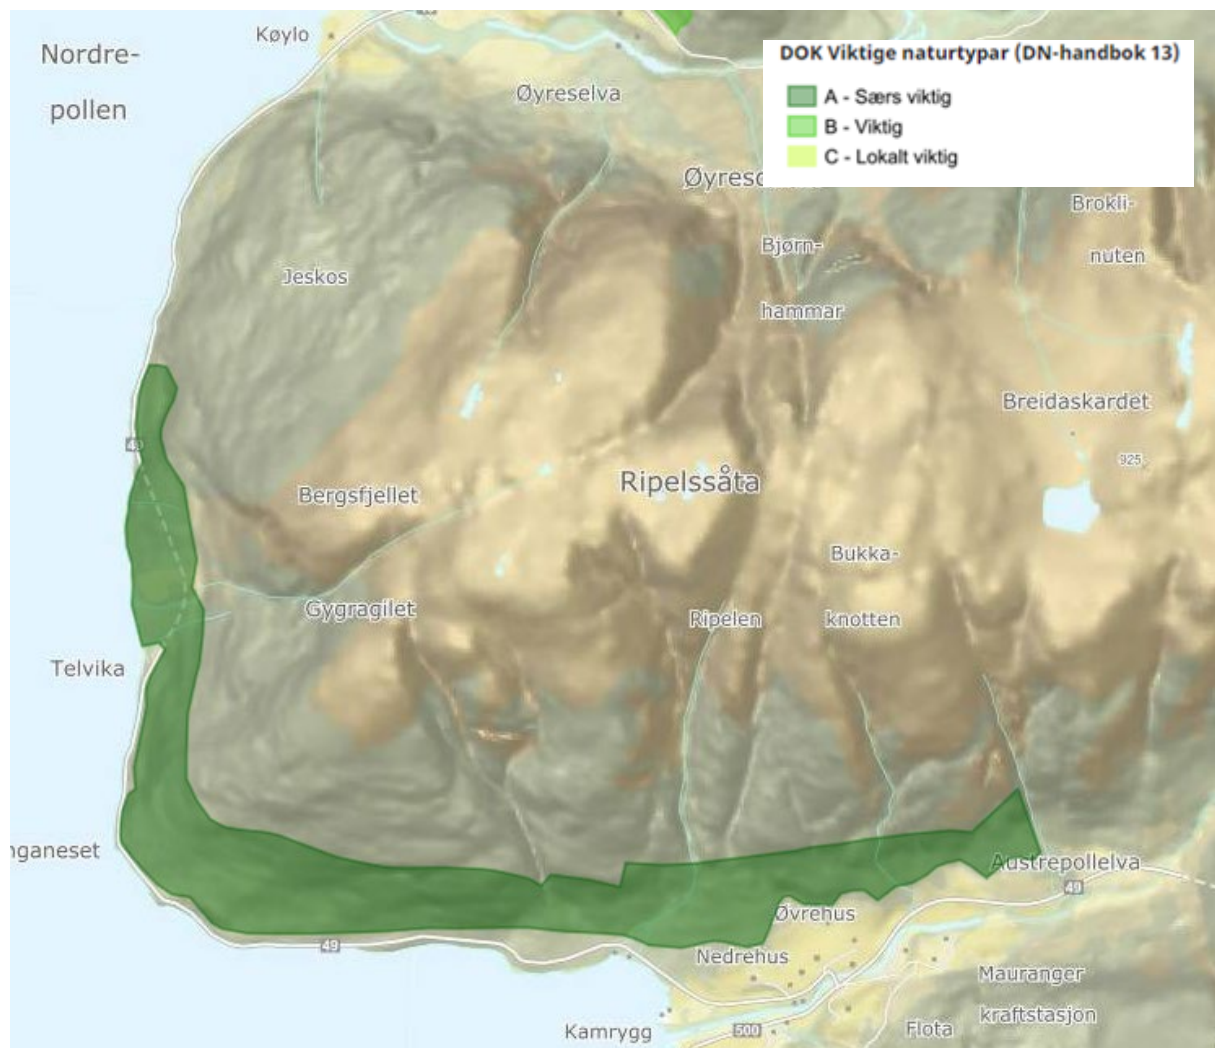 Køylo
Nordre-
pollen
DOK Viktige naturtypar (DN-handbok 13)
A - Særs viktig
B - Viktig
C - Lokalt viktig
Øyreselva
Brokli-
nuten
Bjørn-
hammar
Jeskos
Breidaskardet
925
Ripelssåta
Bergsfjellet
Bukka-
knotten
Gygragilet
Ripelen
Telvika
Austrepollelva
49
Øvrehus
49
Nedrehus
Mauranger
kraftstasjon
Kamrygg
500
Flota